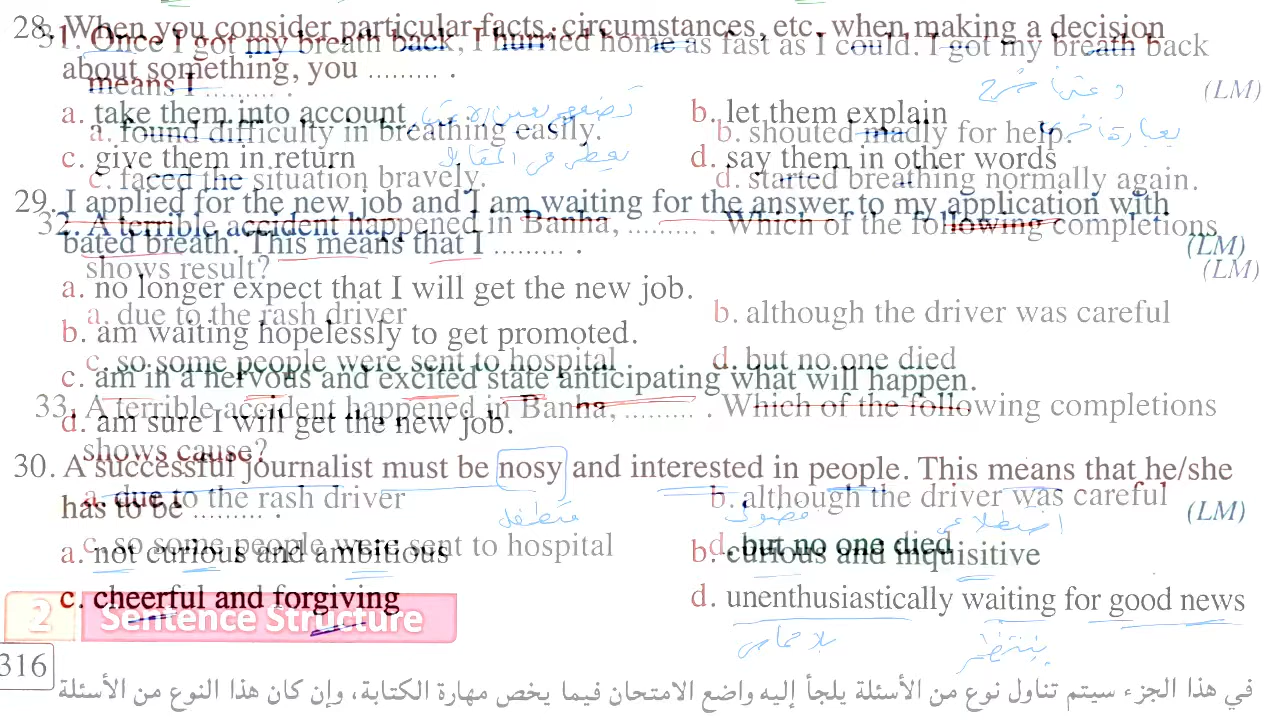 28. When you consider particular facts, circumstances, etc. when making a decision
31. Once I got my breath back, I hurried home as fast as I could. I got my breath back
about something, you ......... .
means I ......... .
(LM)
a. take them into account
b. let them explain
a. found difficulty in breathing easily.
b. shouted madly for help.
c. give them in return
d. say them in other words
c. faced the situation bravely.
d. started breathing normally again.
29. I applied for the new job and I am waiting for the answer to my application with
32. A terrible accident happened in Banha, ......... . Which of the following completions
bated breath. This means that I ......... .
(LM)
shows result?
(LM)
a. no longer expect that I will get the new job.
a. due to the rash driver
b. although the driver was careful
b. am waiting hopelessly to get promoted.
c. so some people were sent to hospital
d. but no one died
c. am in a nervous and excited state anticipating what will happen.
33. A terrible accident happened in Banha, ......... . Which of the following completions
d. am sure I will get the new job.
shows cause?
30. A successful journalist must be nosy and interested in people. This means that he/she
a. due to the rash driver
b. although the driver was careful
has to be ......... .
(LM)
متطفل
فضولى
c. so some people were sent to hospital
d. but no one died
a. not curious and ambitious
b. curious and inquisitive
c. cheerful and forgiving
d. unenthusiastically waiting for good news
2 Sentence Structure
بلا حماس
ينتظر
316
في هذا الجزء سيتم تناول نوع من الأسئلة يلجأ إليه واضع الامتحان فيما يخص مهارة الكتابة، وإن كان هذا النوع من الأسئلة